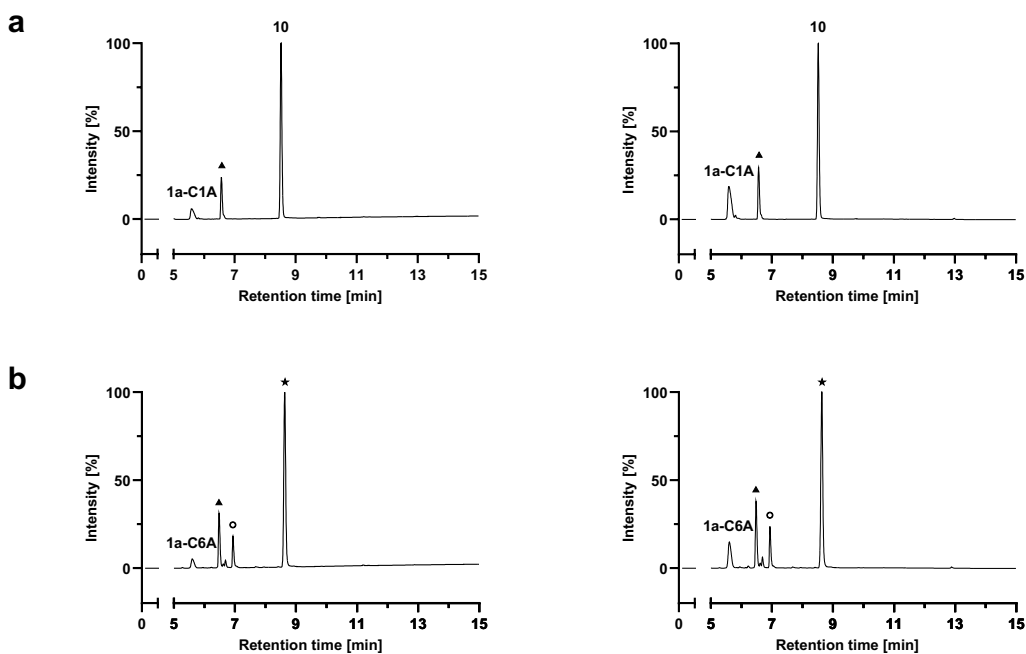 a
10
100
50
0
Intensity [%]
1a-C1A
▲
0 5 7 9 11 13 15
Retention time [min]
10
100
50
0
Intensity [%]
1a-C1A
▲
0 5 7 9 11 13 15
Retention time [min]
b
★
100
50
0
Intensity [%]
1a-C6A
▲
○
0 5 7 9 11 13 15
Retention time [min]
★
100
50
0
Intensity [%]
1a-C6A
▲
○
0 5 7 9 11 13 15
Retention time [min]